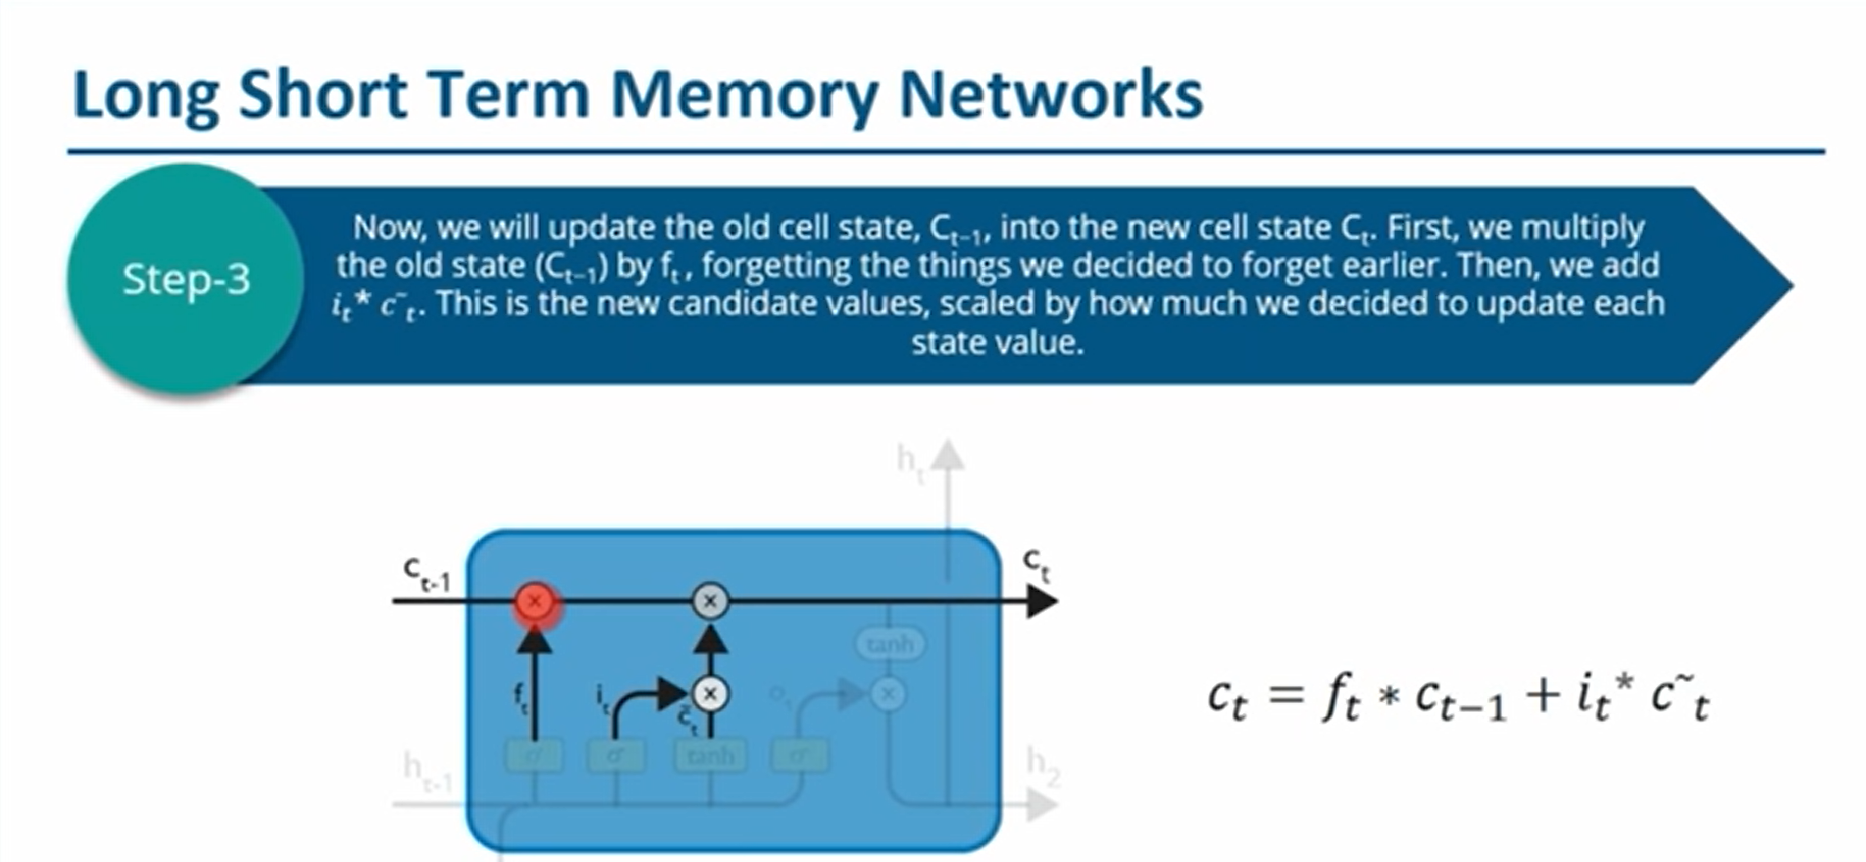 Long Short Term Memory Networks
Step-3
Now, we will update the old cell state, Cₜ₋₁, into the new cell state Cₜ. First, we multiply
the old state (Cₜ₋₁) by fₜ , forgetting the things we decided to forget earlier. Then, we add
iₜ* c˜ₜ. This is the new candidate values, scaled by how much we decided to update each
state value.
hₜ
cₜ₋₁
cₜ
×
×
tanh
fₜ
iₜ
×
c̃ₜ
oₜ
×
σ
σ
tanh
σ
hₜ₋₁
h₂
cₜ = fₜ * cₜ₋₁ + iₜ* c˜ₜ